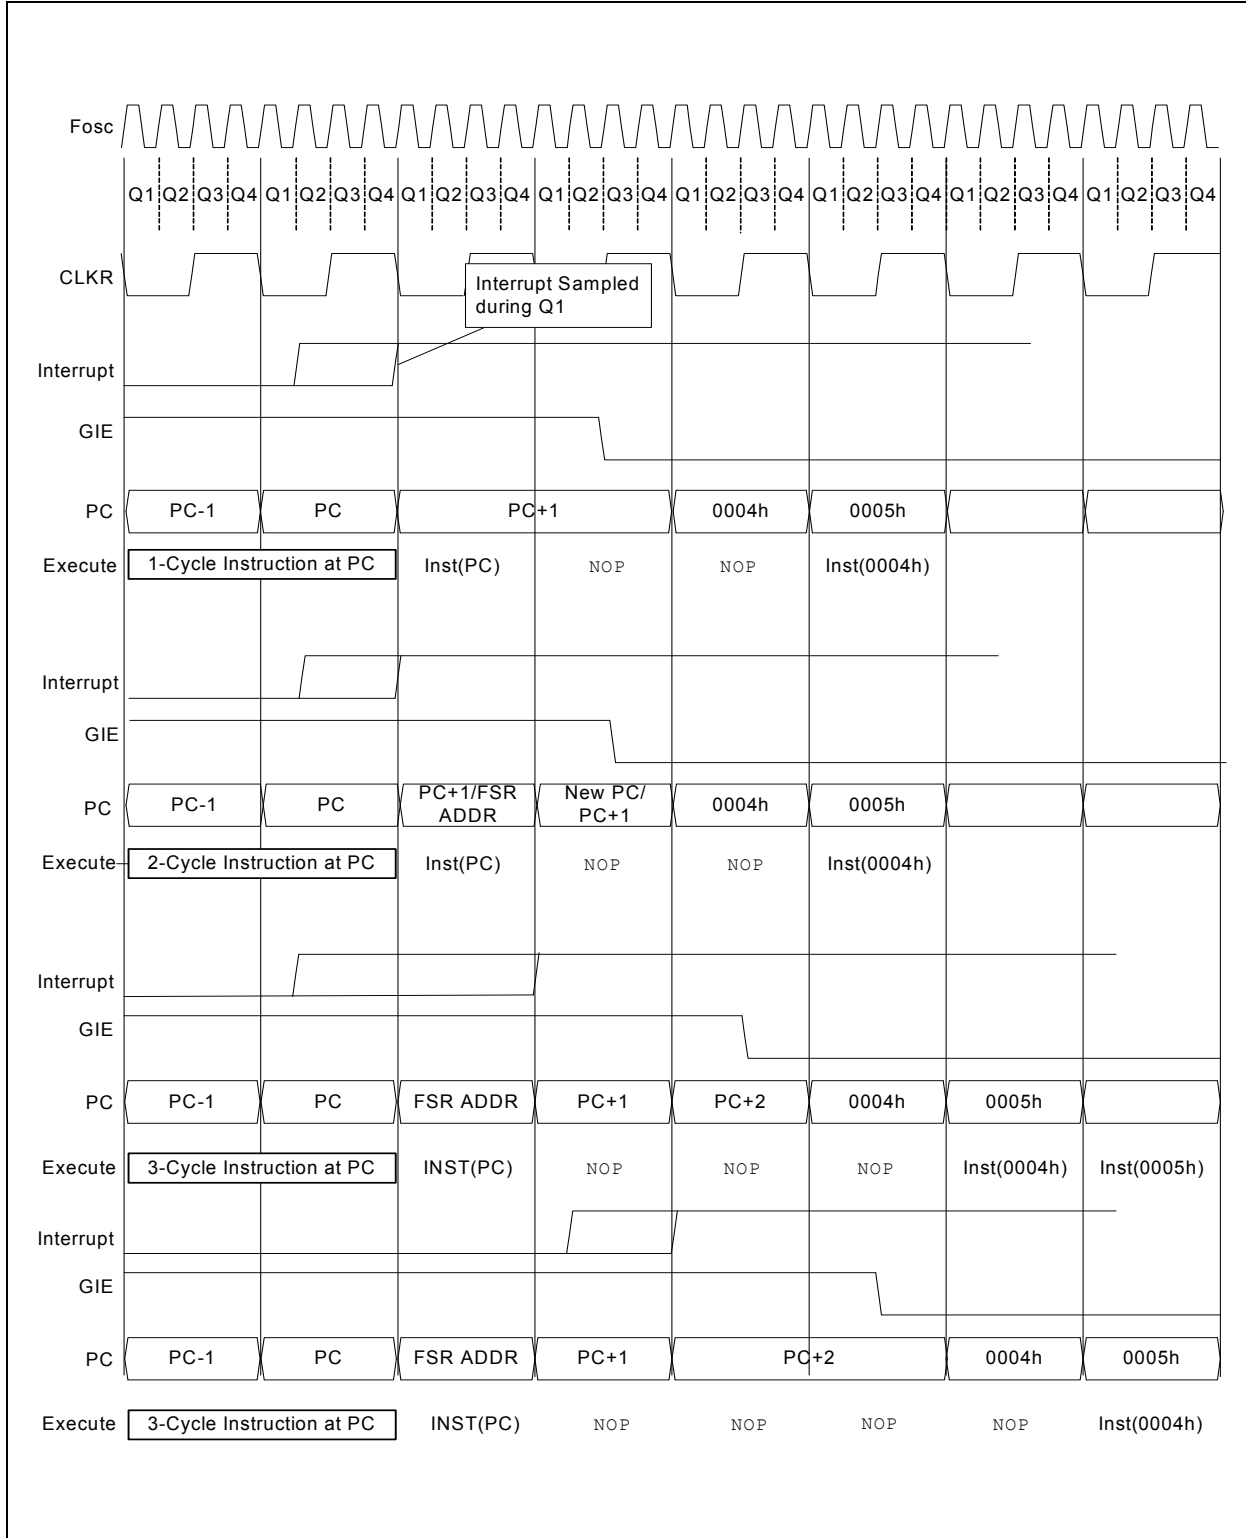 Fosc
Q1 Q2 Q3 Q4 Q1 Q2 Q3 Q4 Q1 Q2 Q3 Q4 Q1 Q2 Q3 Q4 Q1 Q2 Q3 Q4 Q1 Q2 Q3 Q4 Q1 Q2 Q3 Q4 Q1 Q2 Q3 Q4
CLKR
Interrupt Sampled
during Q1
Interrupt
GIE
PC PC-1 PC PC+1 0004h 0005h
Execute 1-Cycle Instruction at PC Inst(PC) NOP NOP Inst(0004h)
Interrupt
GIE
PC PC-1 PC PC+1/FSR ADDR New PC/ PC+1 0004h 0005h
Execute 2-Cycle Instruction at PC Inst(PC) NOP NOP Inst(0004h)
Interrupt
GIE
PC PC-1 PC FSR ADDR PC+1 PC+2 0004h 0005h
Execute 3-Cycle Instruction at PC INST(PC) NOP NOP NOP Inst(0004h) Inst(0005h)
Interrupt
GIE
PC PC-1 PC FSR ADDR PC+1 PC+2 0004h 0005h
Execute 3-Cycle Instruction at PC INST(PC) NOP NOP NOP NOP Inst(0004h)